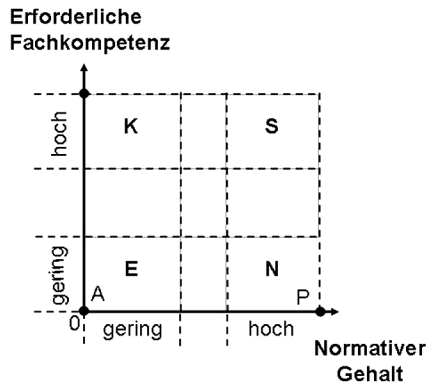 Erforderliche
Fachkompetenz
hoch
K
S
gering
E
N
A
P
0
gering
hoch
Normativer
Gehalt